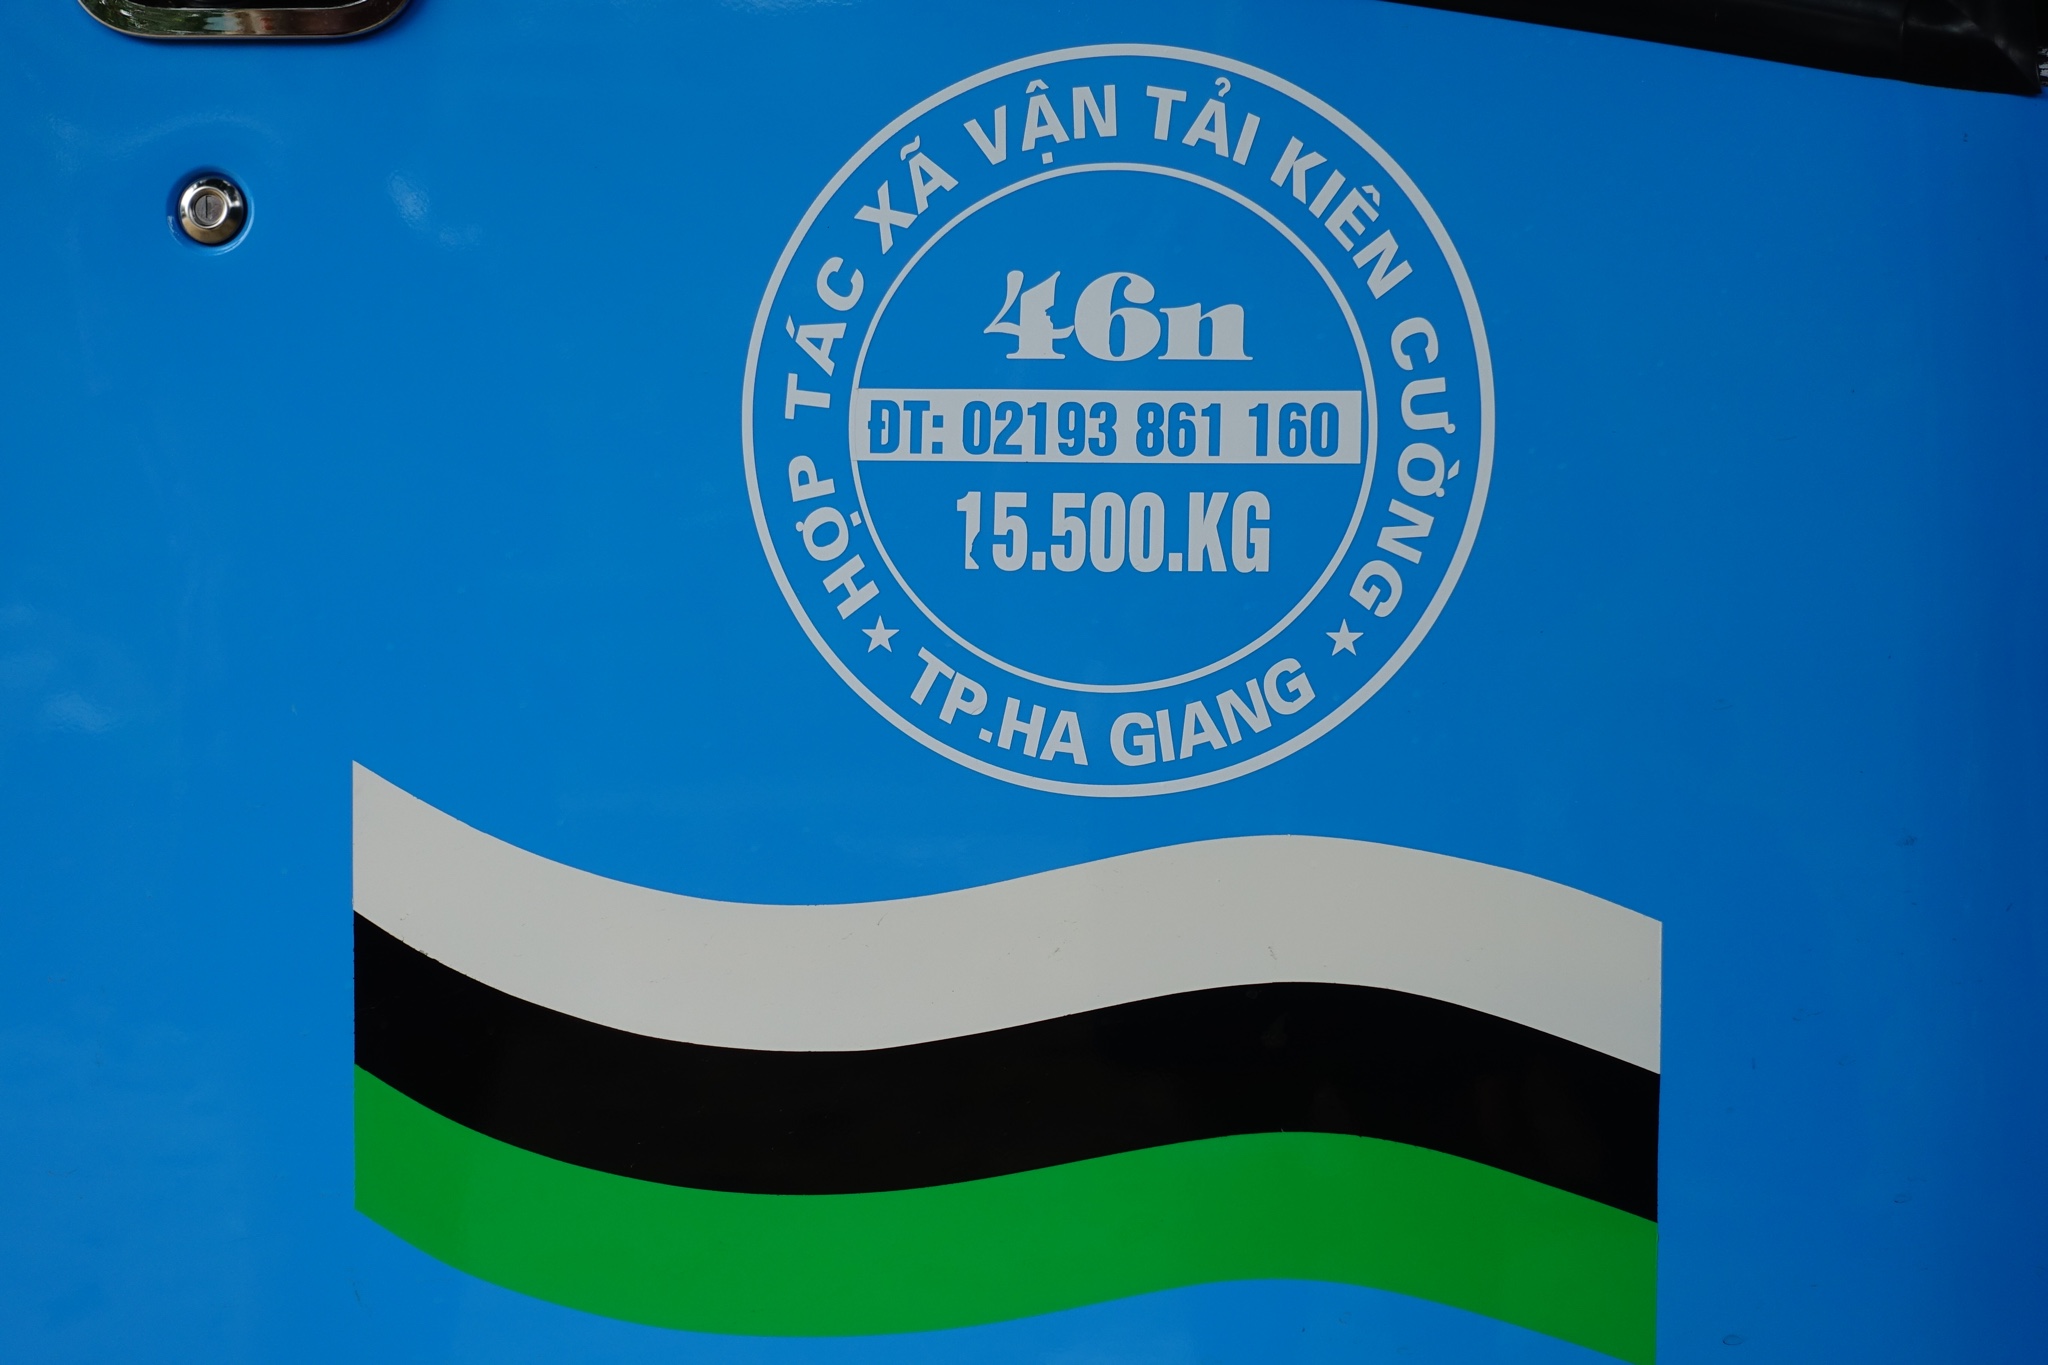 HỢP TÁC XÃ VẬN TẢI KIÊN CƯỜNG
46n
ĐT: 02193 861 160
15.500.KG
★ TP.HA GIANG ★